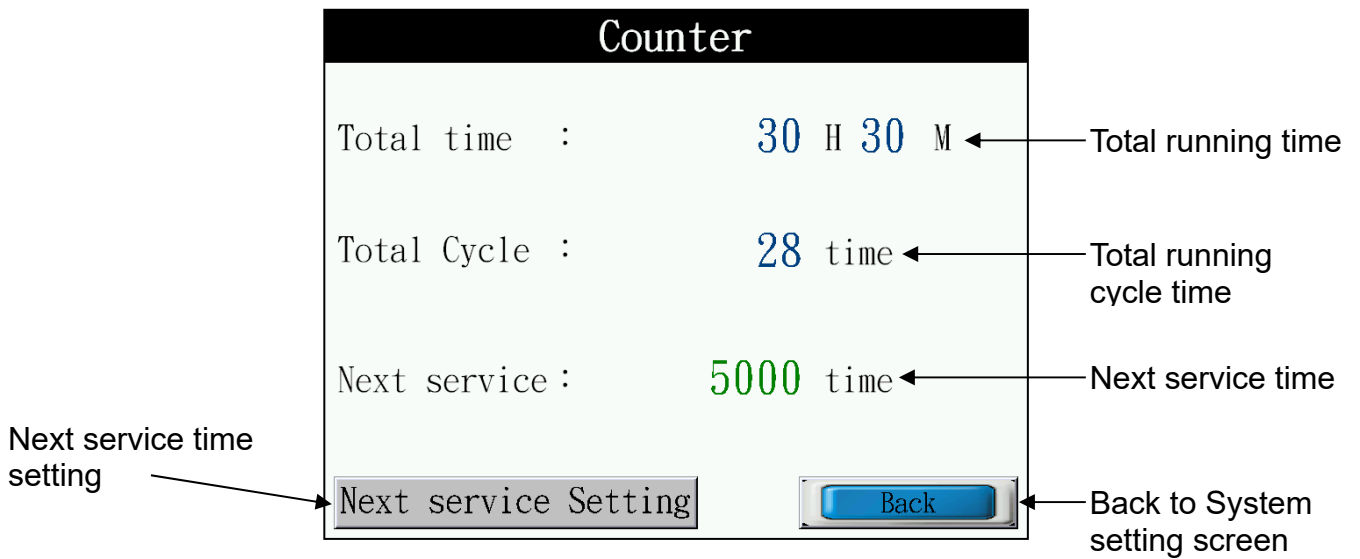 Counter
Total time : 30 H 30 M
Total running time
Total Cycle : 28 time
Total running
cycle time
Next service : 5000 time
Next service time
Next service time
setting
Next service Setting
Back
Back to System
setting screen